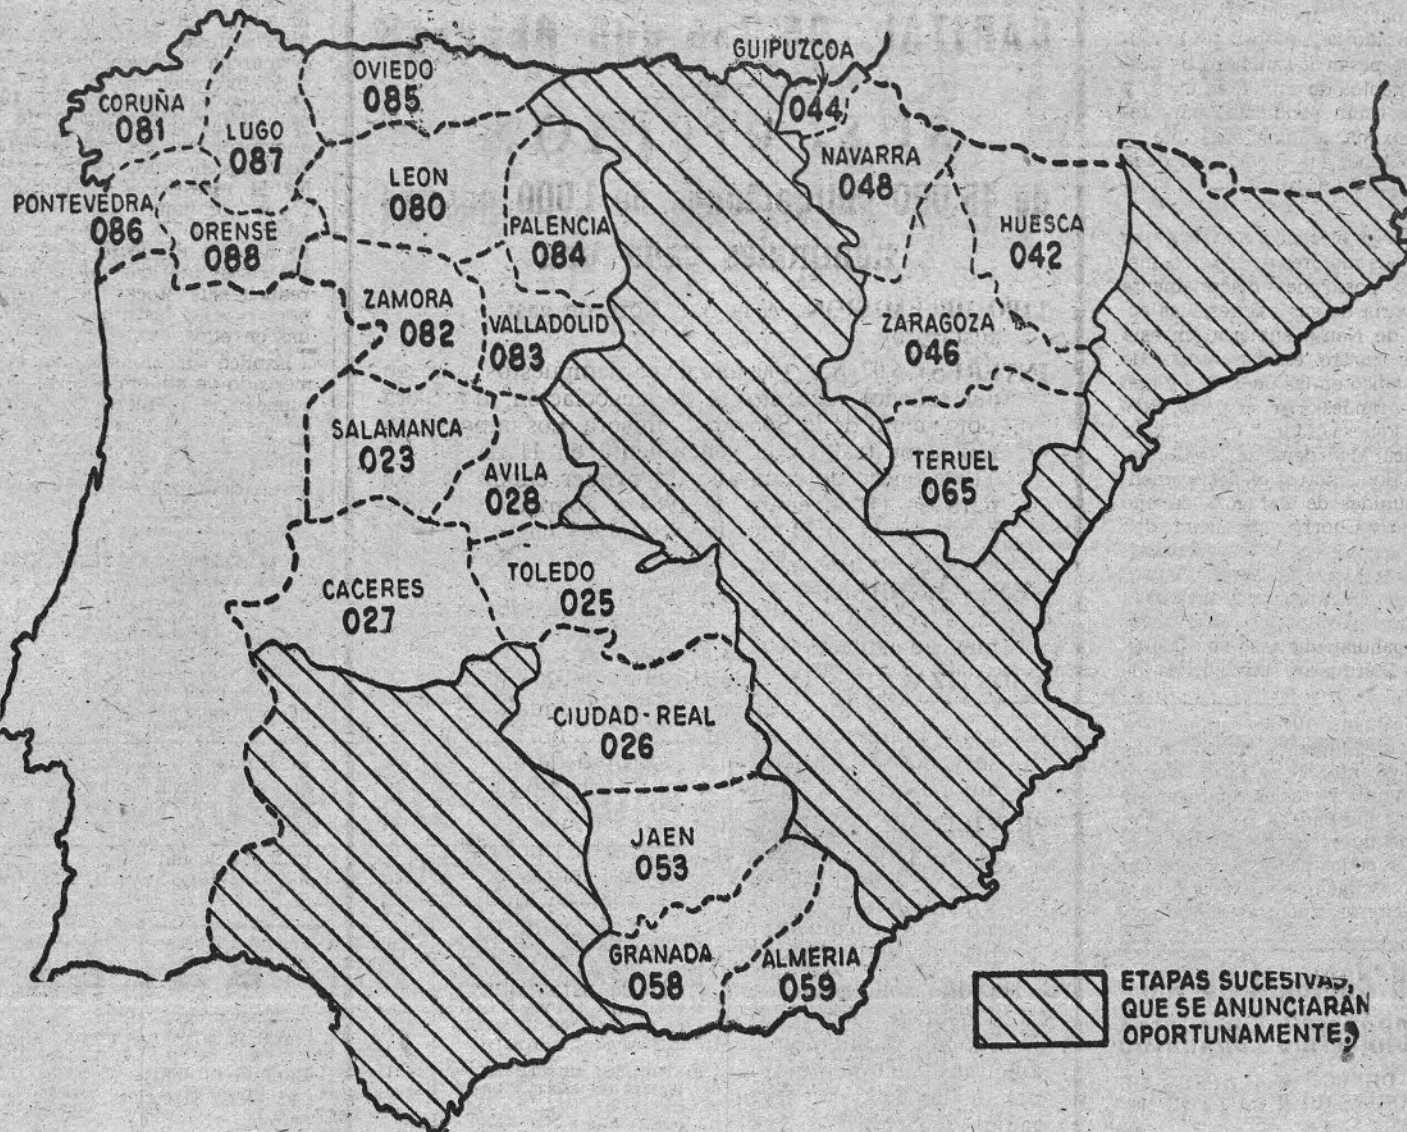 GUIPUZCOA
044
OVIEDO
085
CORUÑA
081
LUGO
087
NAVARRA
048
LEON
080
PONTEVEDRA
086
ORENSE
088
PALENCIA
084
HUESCA
042
ZAMORA
082
VALLADOLID
083
ZARAGOZA
046
SALAMANCA
023
AVILA
028
TERUEL
065
CACERES
027
TOLEDO
025
CIUDAD-REAL
026
JAEN
053
GRANADA
058
ALMERIA
059
ETAPAS SUCESIVAS,
QUE SE ANUNCIARÁN
OPORTUNAMENTE